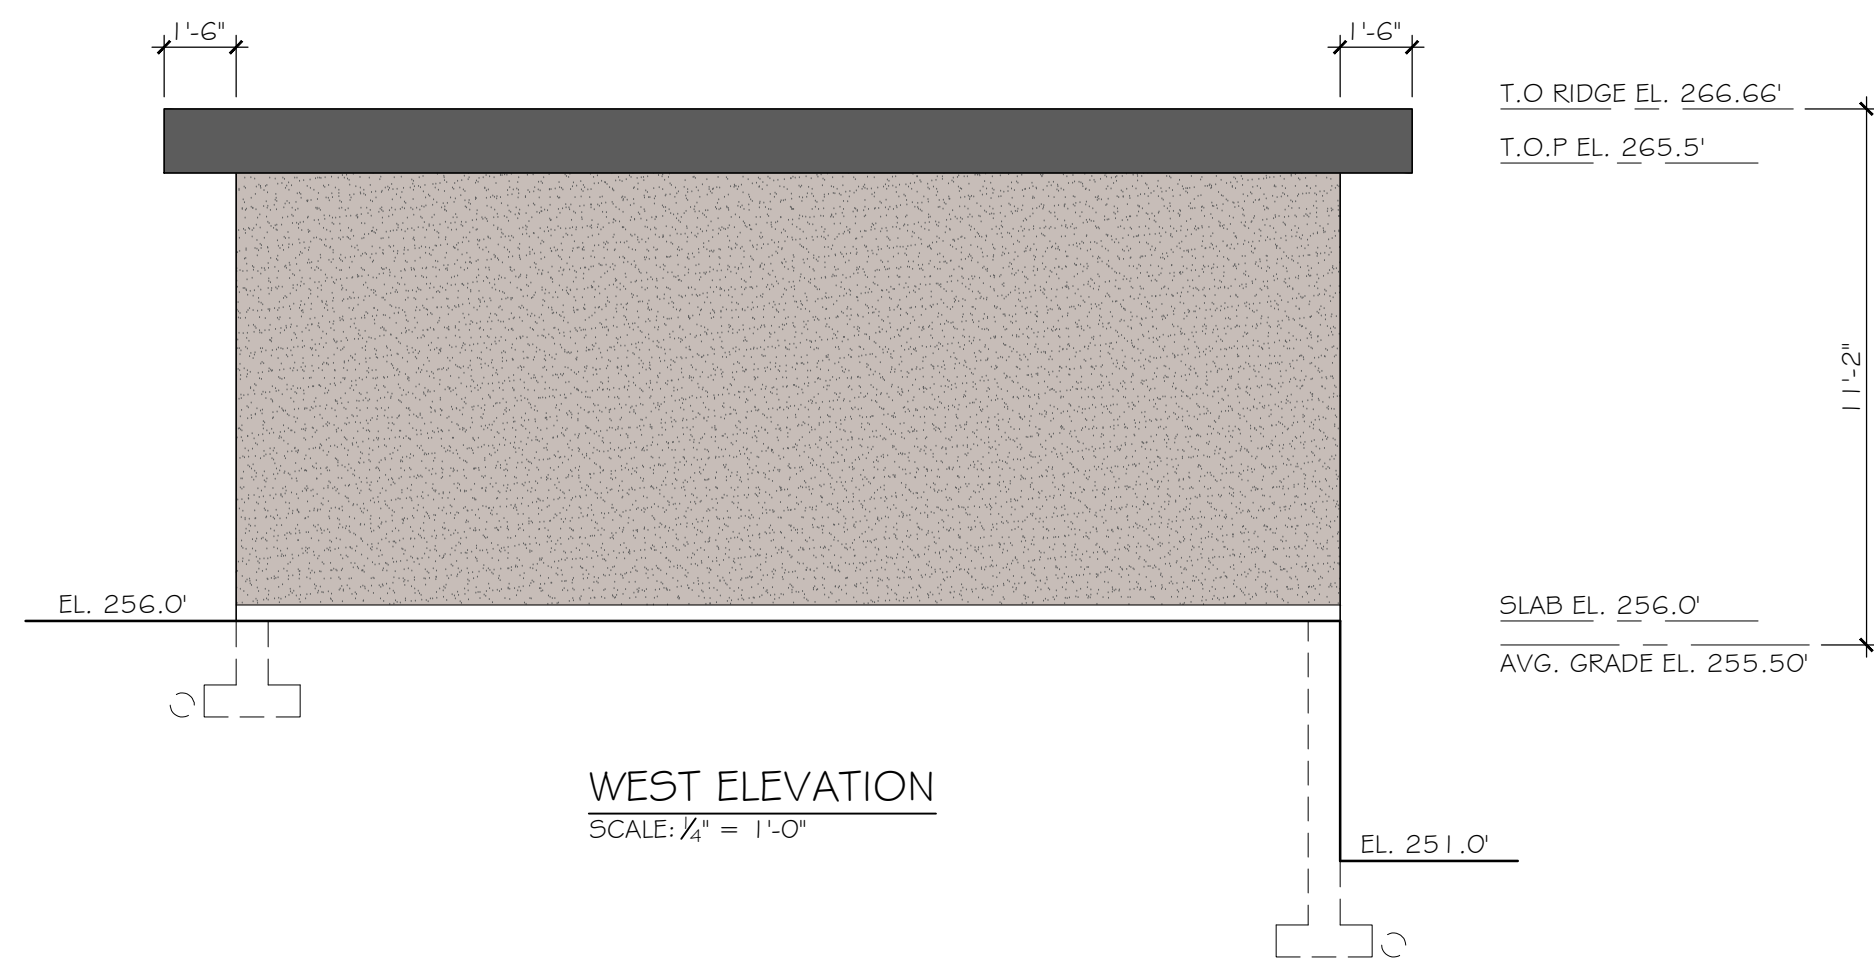 1'-6" 1'-6"
T.O RIDGE EL. 266.66'
T.O.P EL. 265.5'
11'-2"
EL. 256.0' SLAB EL. 256.0'
AVG. GRADE EL. 255.50'
WEST ELEVATION
SCALE: 1/4" = 1'-0"
EL. 251.0'